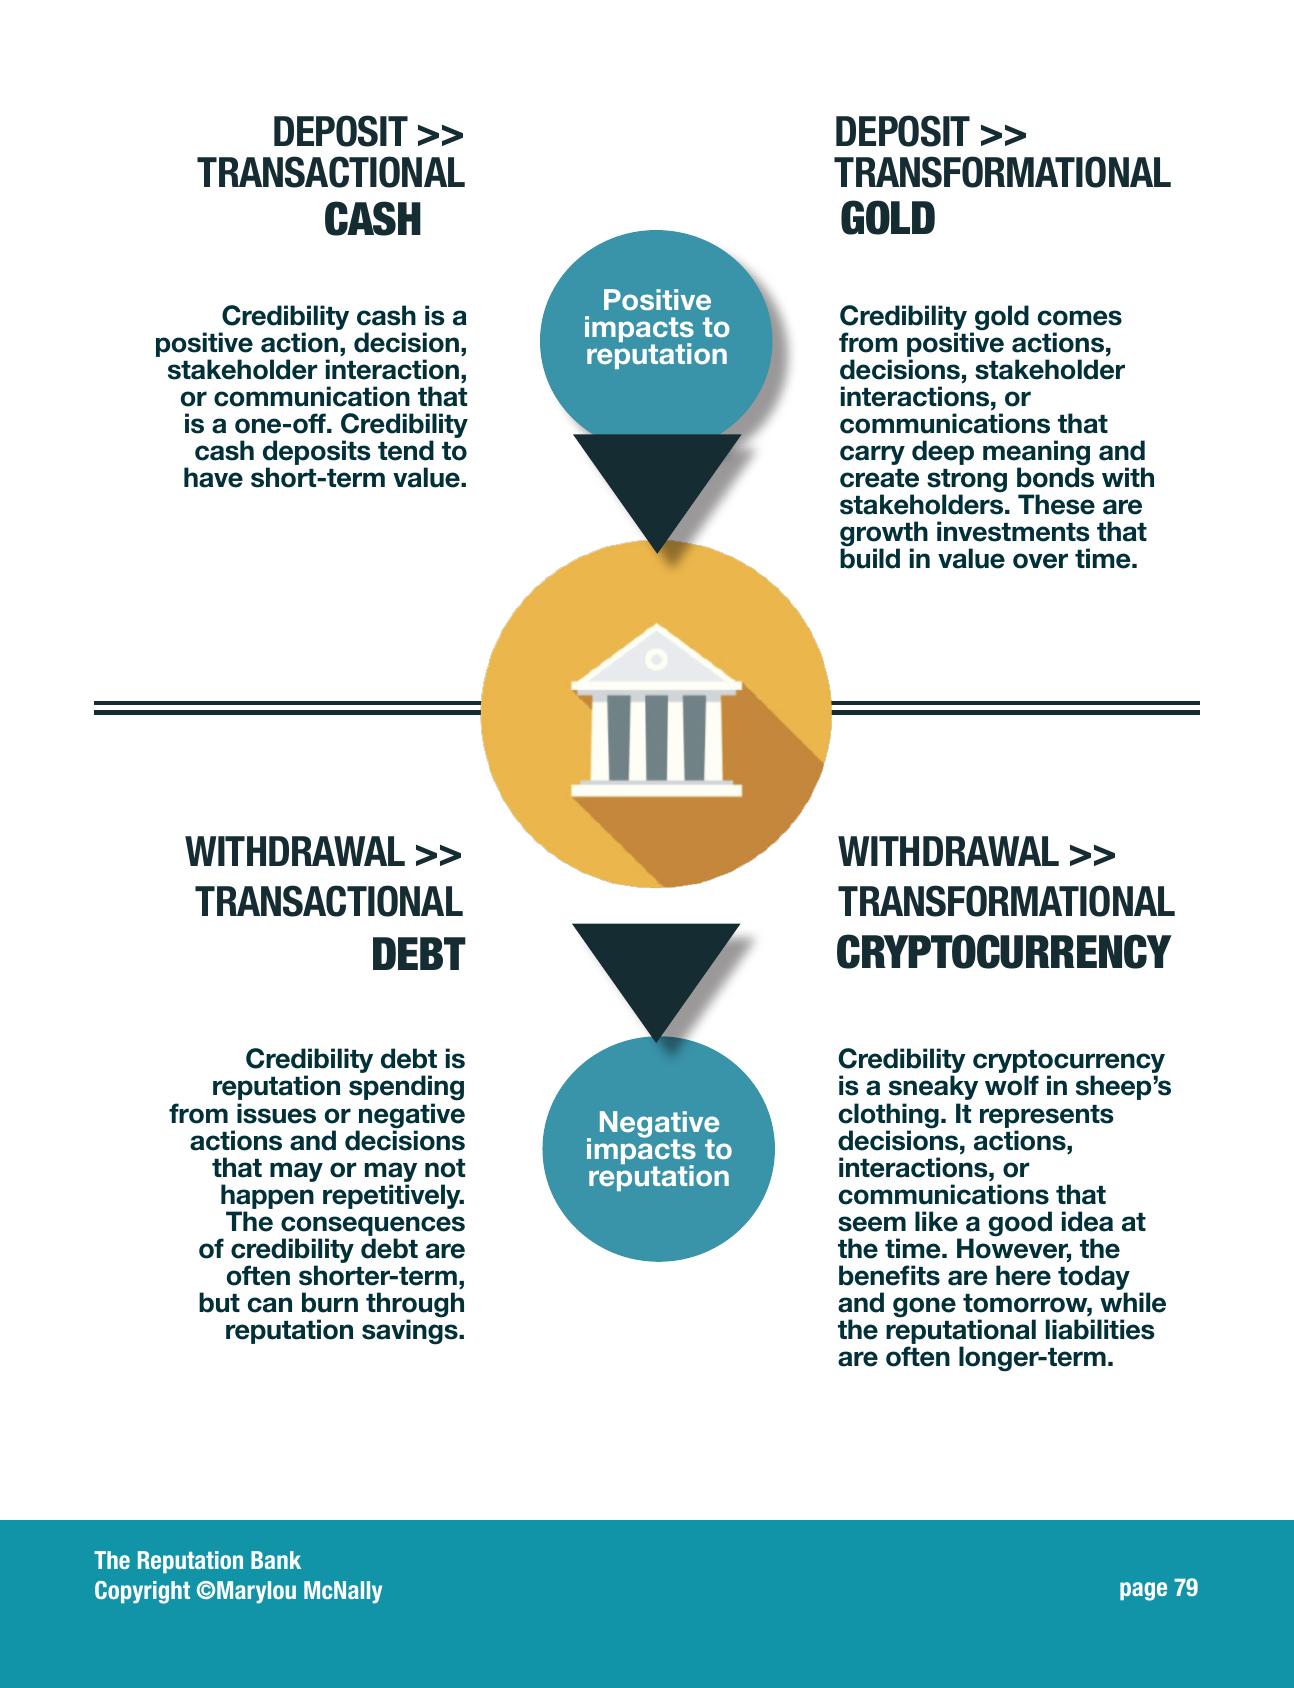 DEPOSIT >>
TRANSACTIONAL
CASH
Credibility cash is a
positive action, decision,
stakeholder interaction,
or communication that
is a one-off. Credibility
cash deposits tend to
have short-term value.
Positive
impacts to
reputation
DEPOSIT >>
TRANSFORMATIONAL
GOLD
Credibility gold comes
from positive actions,
decisions, stakeholder
interactions, or
communications that
carry deep meaning and
create strong bonds with
stakeholders. These are
growth investments that
build in value over time.
WITHDRAWAL >>
TRANSACTIONAL
DEBT
Credibility debt is
reputation spending
from issues or negative
actions and decisions
that may or may not
happen repetitively.
The consequences
of credibility debt are
often shorter-term,
but can burn through
reputation savings.
Negative
impacts to
reputation
WITHDRAWAL >>
TRANSFORMATIONAL
CRYPTOCURRENCY
Credibility cryptocurrency
is a sneaky wolf in sheep’s
clothing. It represents
decisions, actions,
interactions, or
communications that
seem like a good idea at
the time. However, the
benefits are here today
and gone tomorrow, while
the reputational liabilities
are often longer-term.
The Reputation Bank
Copyright ©Marylou McNally
page 79